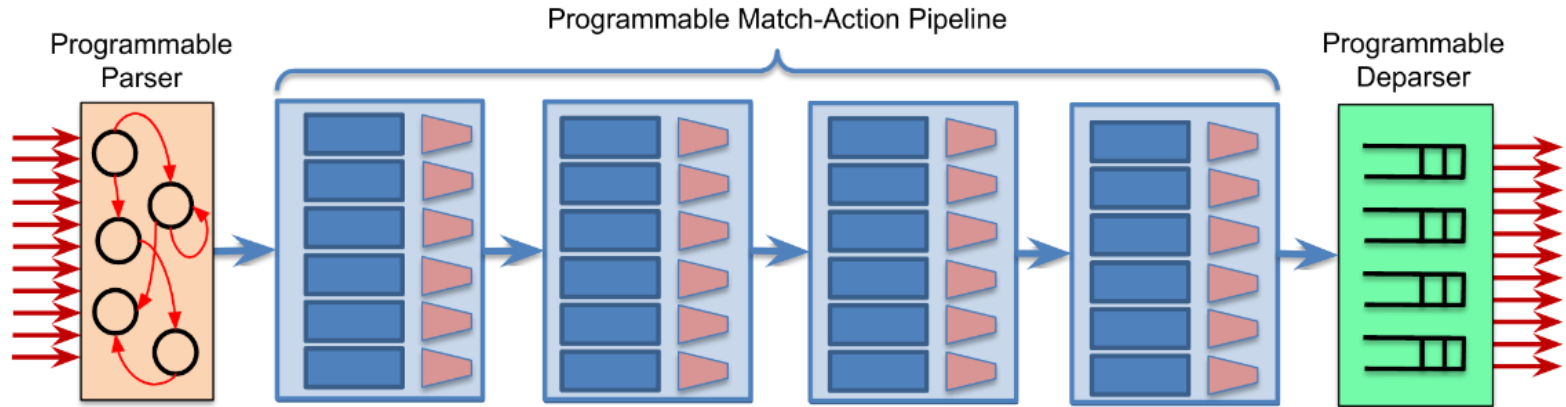 Programmable Match-Action Pipeline
Programmable
Parser
Programmable
Deparser